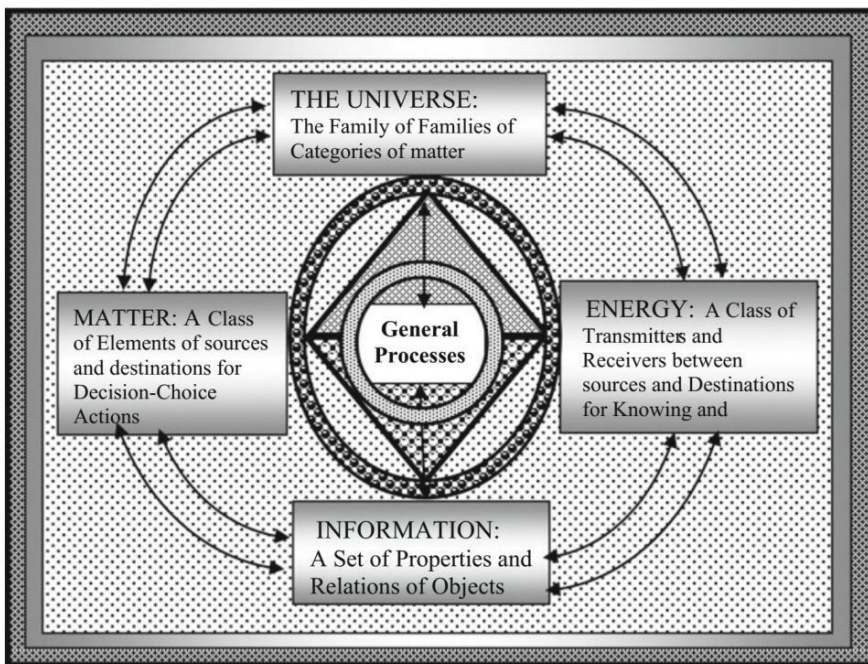 THE UNIVERSE:
The Family of Families of
Categories of matter
MATTER: A Class
of Elements of sources
and destinations for
Decision-Choice
Actions
General
Processes
ENERGY: A Class of
Transmitters and
Receivers between
sources and Destinations
for Knowing and
INFORMATION:
A Set of Properties and
Relations of Objects